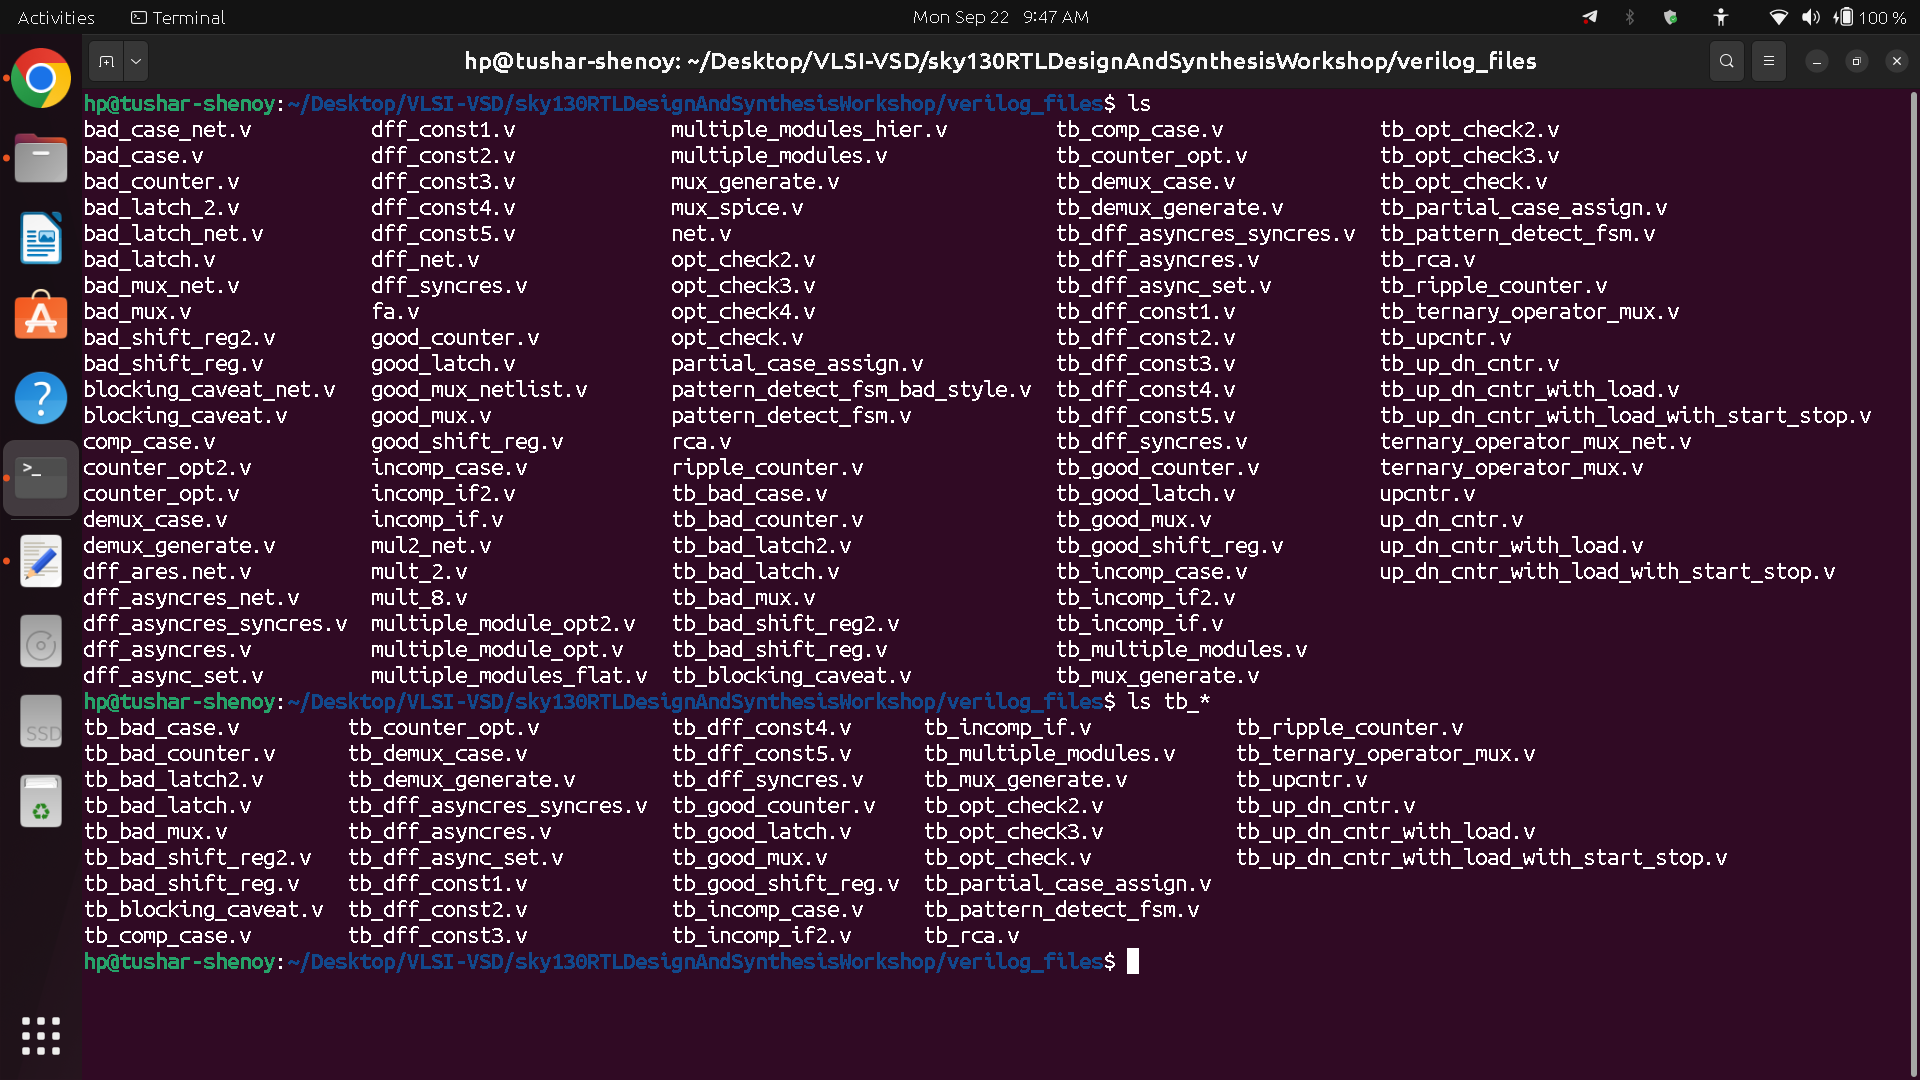 Activities Terminal Mon Sep 22 9:47 AM 100 %
hp@tushar-shenoy: ~/Desktop/VLSI-VSD/sky130RTLDesignAndSynthesisWorkshop/verilog_files
hp@tushar-shenoy:~/Desktop/VLSI-VSD/sky130RTLDesignAndSynthesisWorkshop/verilog_files$ ls
bad_case_net.v dff_const1.v multiple_modules_hier.v tb_comp_case.v tb_opt_check2.v
bad_case.v dff_const2.v multiple_modules.v tb_counter_opt.v tb_opt_check3.v
bad_counter.v dff_const3.v mux_generate.v tb_demux_case.v tb_opt_check.v
bad_latch_2.v dff_const4.v mux_spice.v tb_demux_generate.v tb_partial_case_assign.v
bad_latch_net.v dff_const5.v net.v tb_dff_asyncres_syncres.v tb_pattern_detect_fsm.v
bad_latch.v dff_net.v opt_check2.v tb_dff_asyncres.v tb_rca.v
bad_mux_net.v dff_syncres.v opt_check3.v tb_dff_async_set.v tb_ripple_counter.v
bad_mux.v fa.v opt_check4.v tb_dff_const1.v tb_ternary_operator_mux.v
bad_shift_reg2.v good_counter.v opt_check.v tb_dff_const2.v tb_upcntr.v
bad_shift_reg.v good_latch.v partial_case_assign.v tb_dff_const3.v tb_up_dn_cntr.v
blocking_caveat_net.v good_mux_netlist.v pattern_detect_fsm_bad_style.v tb_dff_const4.v tb_up_dn_cntr_with_load.v
blocking_caveat.v good_mux.v pattern_detect_fsm.v tb_dff_const5.v tb_up_dn_cntr_with_load_with_start_stop.v
comp_case.v good_shift_reg.v rca.v tb_dff_syncres.v ternary_operator_mux_net.v
counter_opt2.v incomp_case.v ripple_counter.v tb_good_counter.v ternary_operator_mux.v
counter_opt.v incomp_if2.v tb_bad_case.v tb_good_latch.v upcntr.v
demux_case.v incomp_if.v tb_bad_counter.v tb_good_mux.v up_dn_cntr.v
demux_generate.v mul2_net.v tb_bad_latch2.v tb_good_shift_reg.v up_dn_cntr_with_load.v
dff_ares.net.v mult_2.v tb_bad_latch.v tb_incomp_case.v up_dn_cntr_with_load_with_start_stop.v
dff_asyncres_net.v mult_8.v tb_bad_mux.v tb_incomp_if2.v
dff_asyncres_syncres.v multiple_module_opt2.v tb_bad_shift_reg2.v tb_incomp_if.v
dff_asyncres.v multiple_module_opt.v tb_bad_shift_reg.v tb_multiple_modules.v
dff_async_set.v multiple_modules_flat.v tb_blocking_caveat.v tb_mux_generate.v
hp@tushar-shenoy:~/Desktop/VLSI-VSD/sky130RTLDesignAndSynthesisWorkshop/verilog_files$ ls tb_*
tb_bad_case.v tb_counter_opt.v tb_dff_const4.v tb_incomp_if.v tb_ripple_counter.v
tb_bad_counter.v tb_demux_case.v tb_dff_const5.v tb_multiple_modules.v tb_ternary_operator_mux.v
tb_bad_latch2.v tb_demux_generate.v tb_dff_syncres.v tb_mux_generate.v tb_upcntr.v
tb_bad_latch.v tb_dff_asyncres_syncres.v tb_good_counter.v tb_opt_check2.v tb_up_dn_cntr.v
tb_bad_mux.v tb_dff_asyncres.v tb_good_latch.v tb_opt_check3.v tb_up_dn_cntr_with_load.v
tb_bad_shift_reg2.v tb_dff_async_set.v tb_good_mux.v tb_opt_check.v tb_up_dn_cntr_with_load_with_start_stop.v
tb_bad_shift_reg.v tb_dff_const1.v tb_good_shift_reg.v tb_partial_case_assign.v
tb_blocking_caveat.v tb_dff_const2.v tb_incomp_case.v tb_pattern_detect_fsm.v
tb_comp_case.v tb_dff_const3.v tb_incomp_if2.v tb_rca.v
hp@tushar-shenoy:~/Desktop/VLSI-VSD/sky130RTLDesignAndSynthesisWorkshop/verilog_files$
SSD